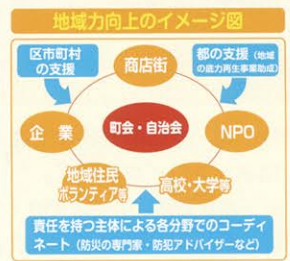 地域力向上のイメージ図
区市町村
の支援
商店街
都の支援（地域
の底力再生事業助成）
企業
町会・自治会
NPO
地域住民
ボランティア等
高校・大学等
責任を持つ主体による各分野でのコーディ
ネート（防災の専門家・防犯アドバイザーなど）